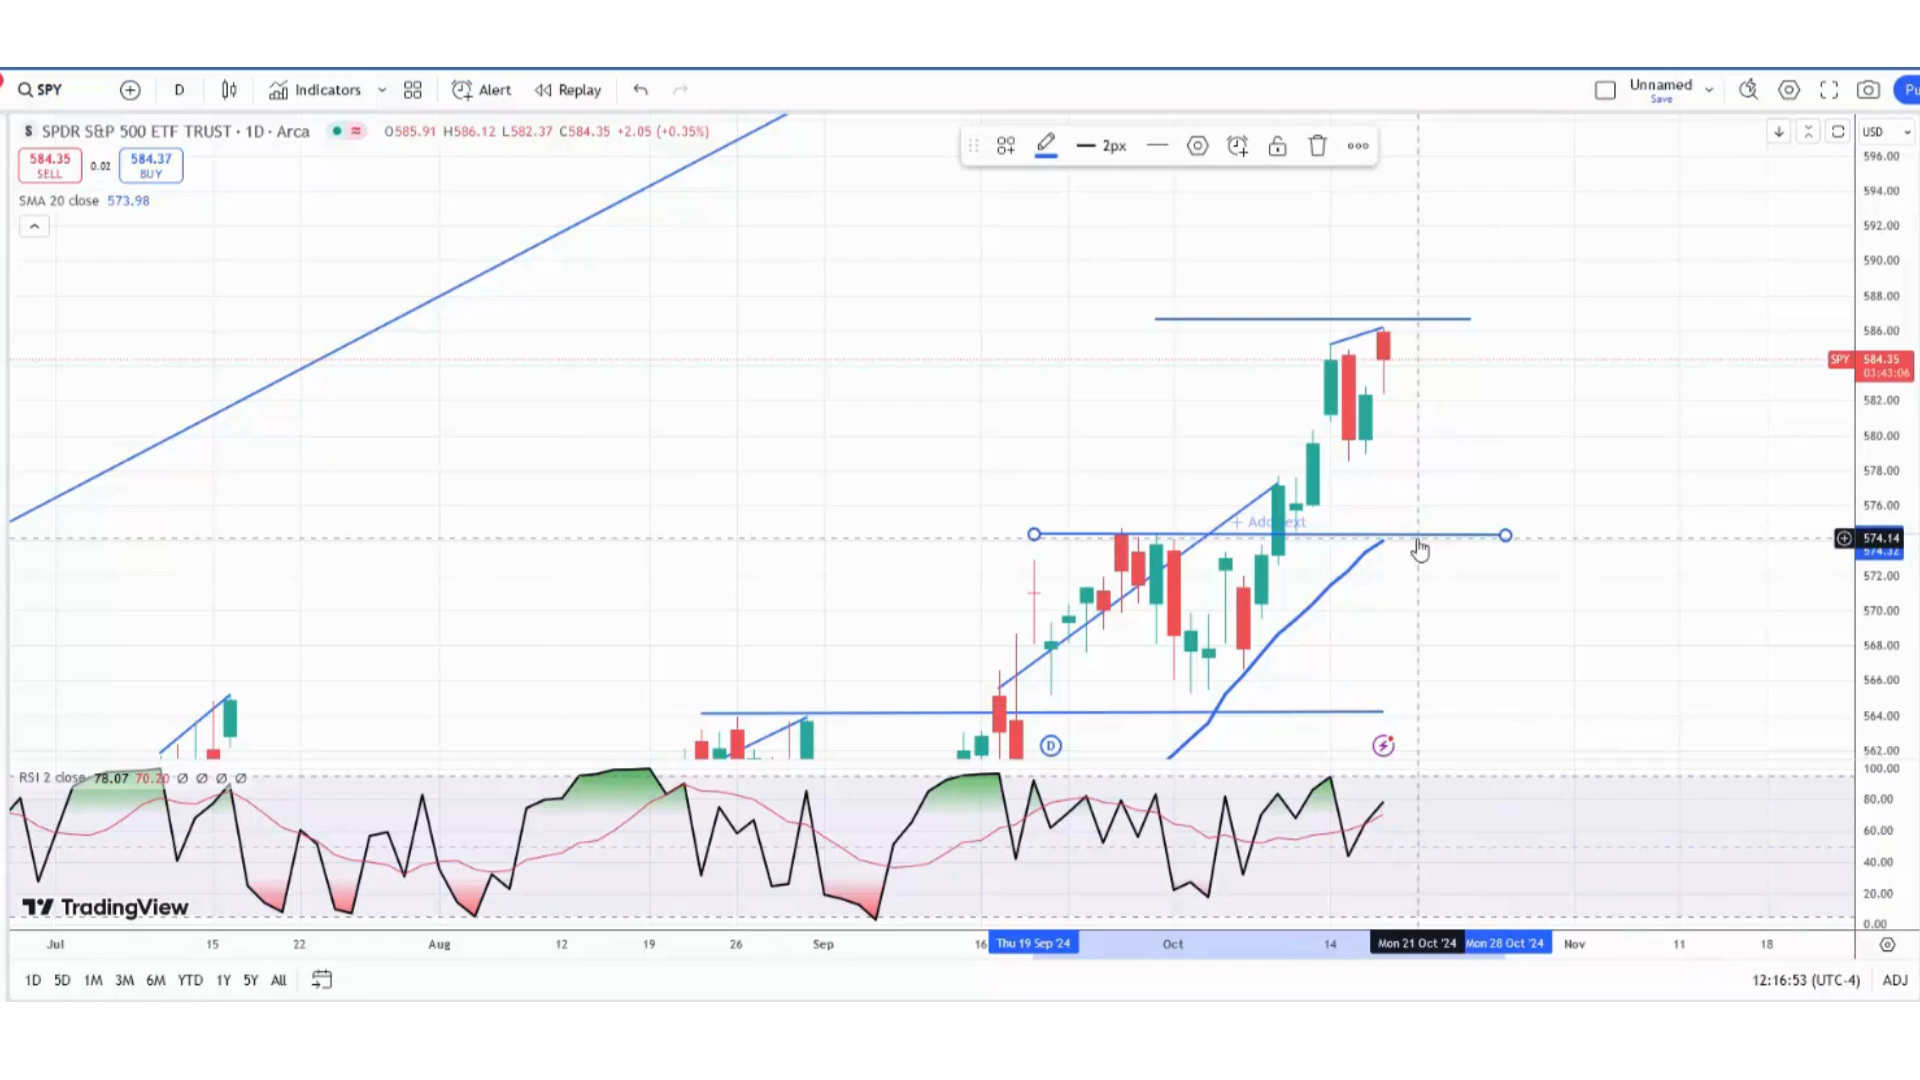 SPY
D
Indicators
Alert
Replay
Unnamed
Save
Pu
S SPDR S&P 500 ETF TRUST · 1D · Arca
O585.91 H586.12 L582.37 C584.35 +2.05 (+0.35%)
584.35
SELL
0.02
584.37
BUY
SMA 20 close 573.98
2px
USD
596.00
594.00
592.00
590.00
588.00
586.00
SPY 584.35
03:43:06
582.00
580.00
578.00
576.00
+ Add text
574.14
574.32
572.00
570.00
568.00
566.00
564.00
562.00
D
RSI 2 close 78.07 70.20 ∅ ∅ ∅ ∅
100.00
80.00
60.00
40.00
20.00
0.00
TradingView
Jul 15 22 Aug 12 19 26 Sep 16 Thu 19 Sep '24 Oct 14 Mon 21 Oct '24 Mon 28 Oct '24 Nov 11 18
1D 5D 1M 3M 6M YTD 1Y 5Y All
12:16:53 (UTC-4) ADJ